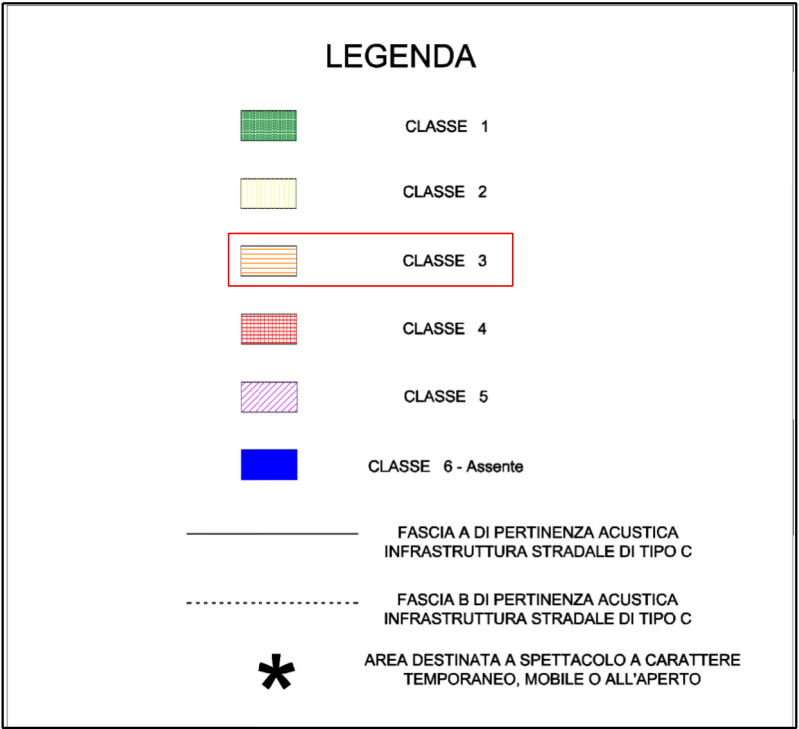 LEGENDA
CLASSE 1
CLASSE 2
CLASSE 3
CLASSE 4
CLASSE 5
CLASSE 6 - Assente
FASCIA A DI PERTINENZA ACUSTICA
INFRASTRUTTURA STRADALE DI TIPO C
FASCIA B DI PERTINENZA ACUSTICA
INFRASTRUTTURA STRADALE DI TIPO C
AREA DESTINATA A SPETTACOLO A CARATTERE
TEMPORANEO, MOBILE O ALL'APERTO